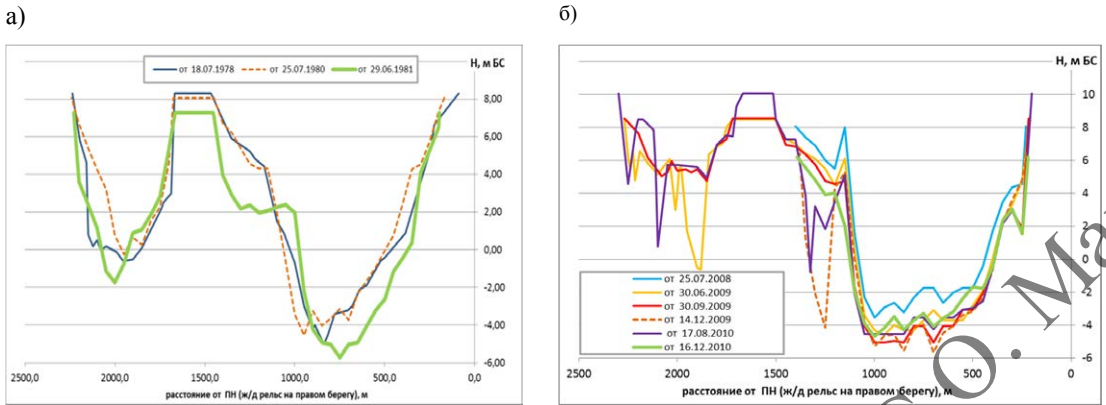 а)
H, м БС
от 18.07.1978
от 25.07.1980
от 29.06.1981
8,00
6,00
4,00
2,00
0,00
-2,00
-4,00
-6,00
2500,0
2000,0
1500,0
1000,0
500,0
0,0
расстояние от ПН (ж/д рельс на правом берегу), м
б)
H, м БС
10
8
6
4
2
0
-2
-4
-6
от 25.07.2008
от 30.06.2009
от 30.09.2009
от 14.12.2009
от 17.08.2010
от 16.12.2010
2500
2000
1500
1000
500
0
расстояние от ПН (ж/д рельс на правом берегу), м